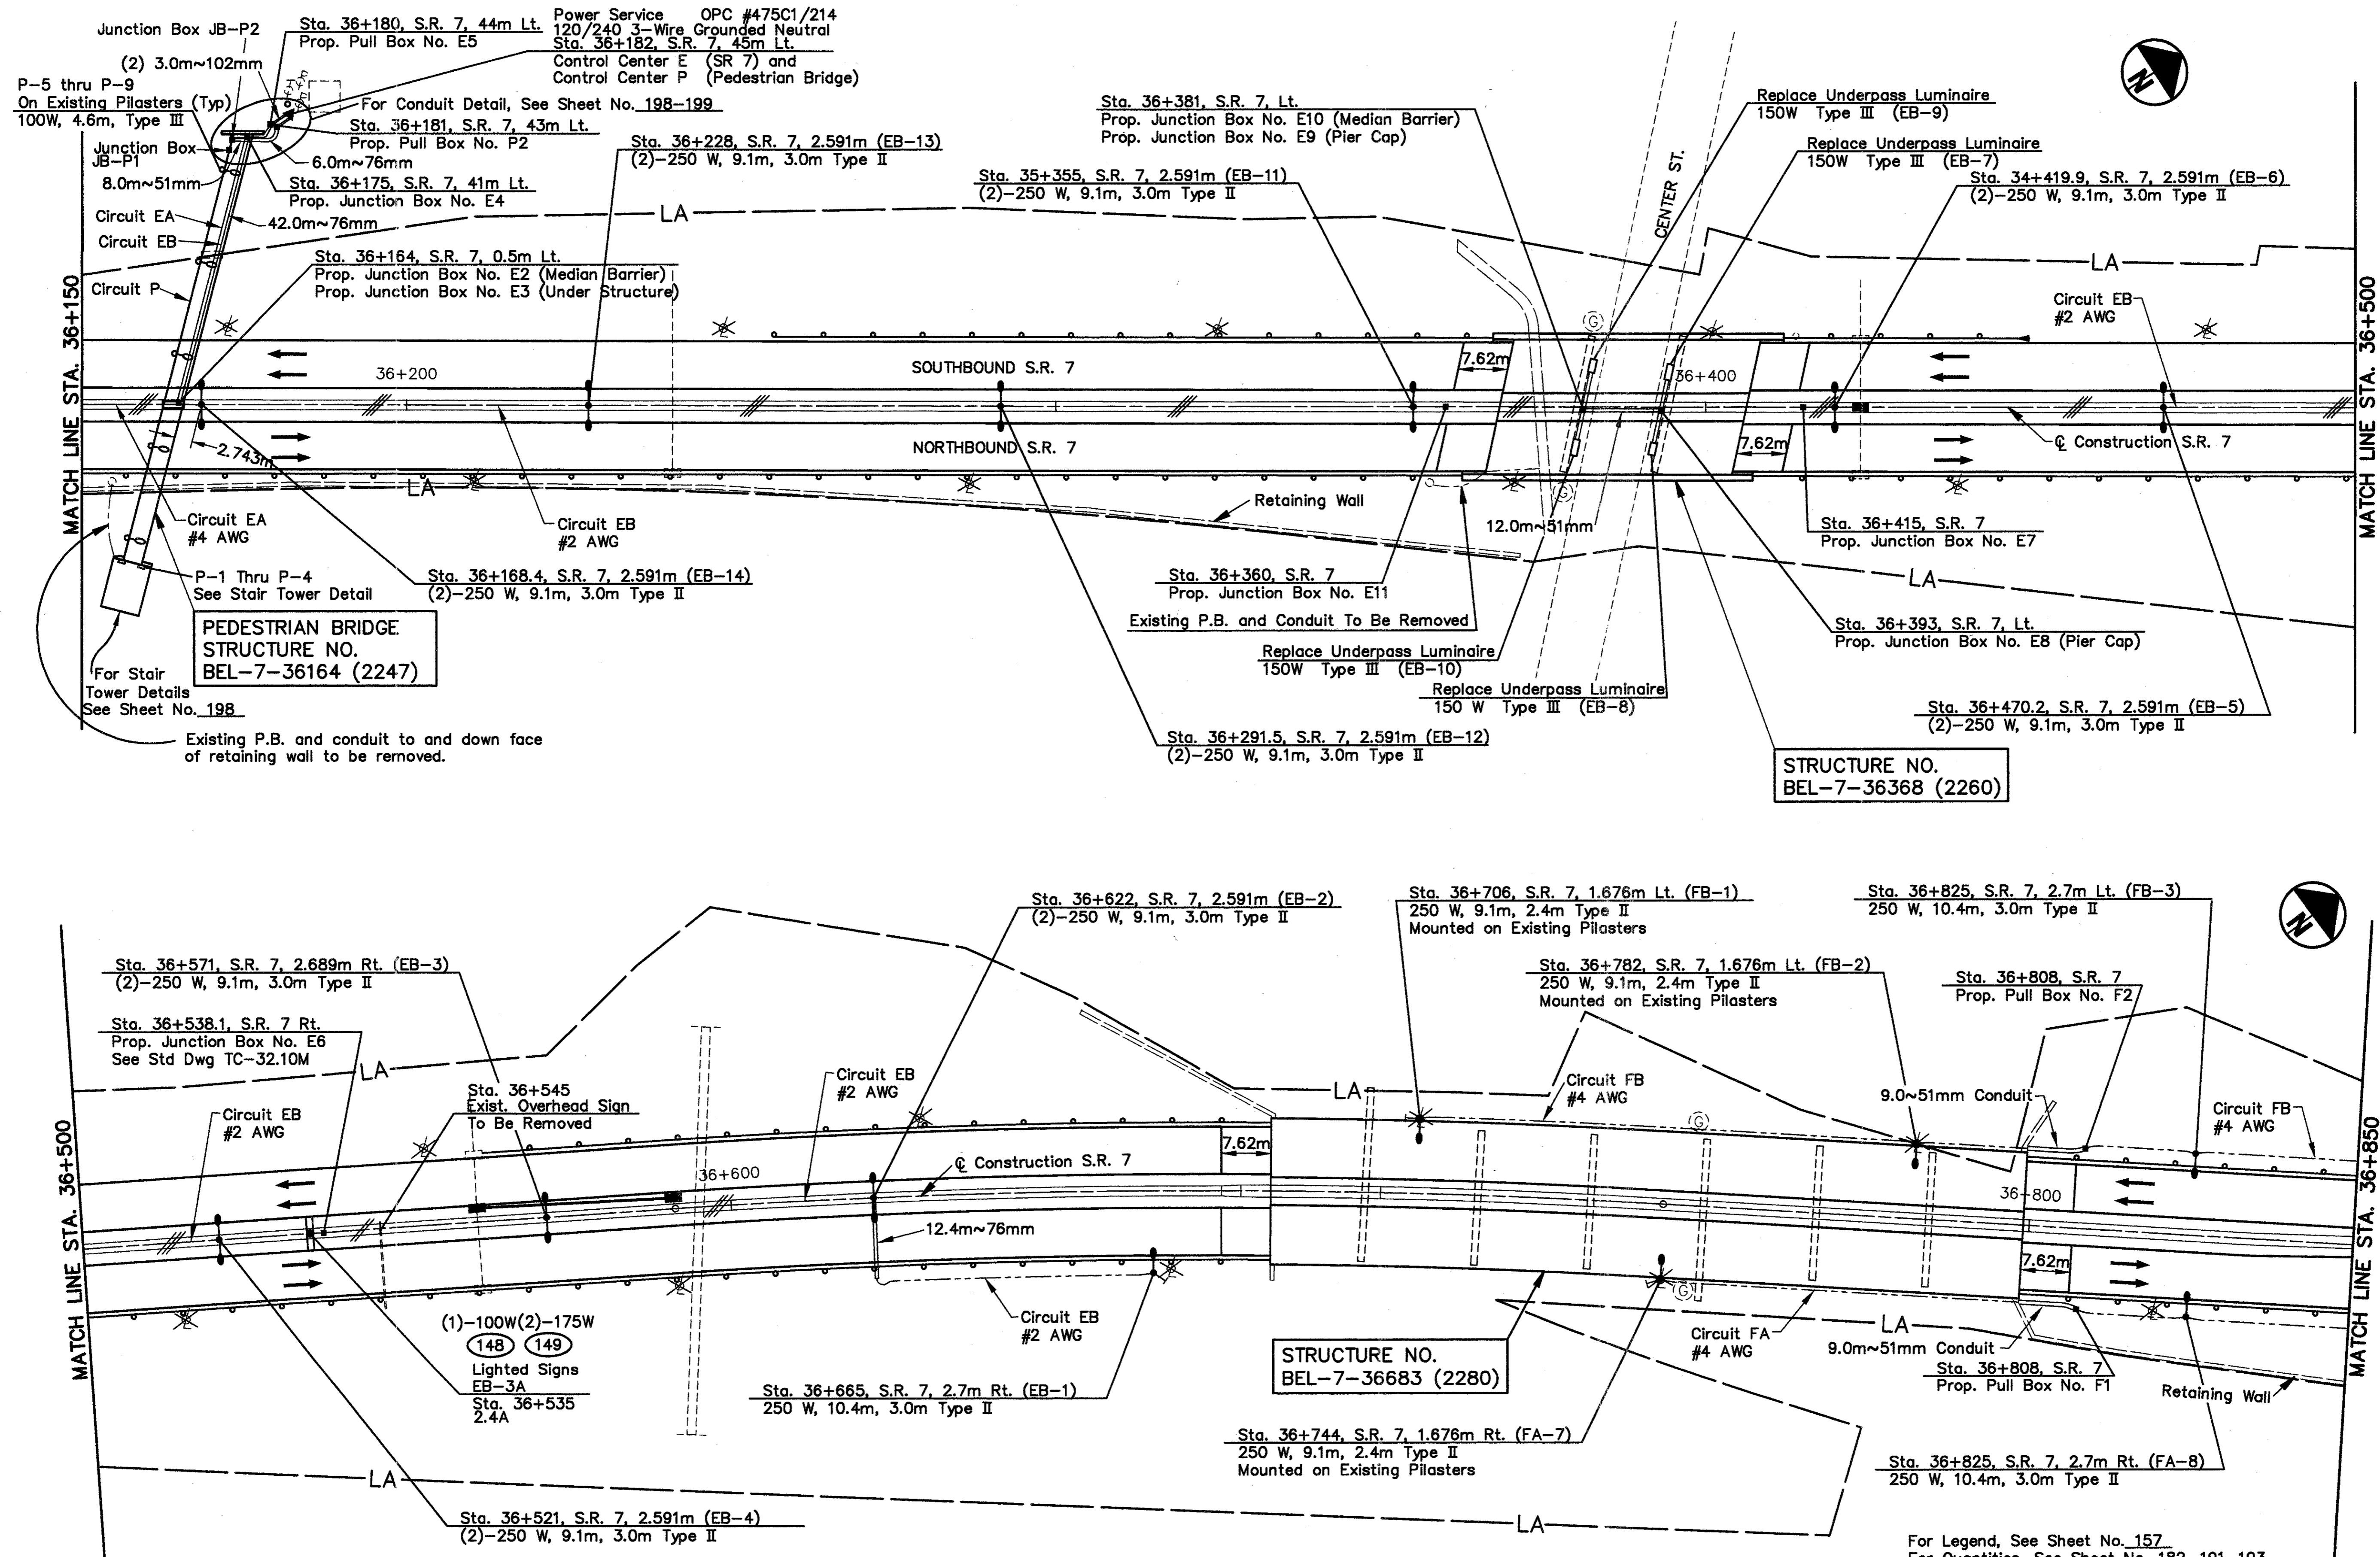 Junction Box JB-P2
Sta. 36+180, S.R. 7, 44m Lt.
Prop. Pull Box No. E5
Power Service OPC #475C1/214
120/240 3-Wire Grounded Neutral
Sta. 36+182, S.R. 7, 45m Lt.
Control Center E (SR 7) and
Control Center P (Pedestrian Bridge)
(2) 3.0m~102mm
P-5 thru P-9
On Existing Pilasters (Typ)
100W, 4.6m, Type III
For Conduit Detail, See Sheet No. 198-199
Sta. 36+181, S.R. 7, 43m Lt.
Prop. Pull Box No. P2
Junction Box
JB-P1
6.0m~76mm
8.0m~51mm
Sta. 36+175, S.R. 7, 41m Lt.
Prop. Junction Box No. E4
Circuit EA
42.0m~76mm
Circuit EB
Sta. 36+164, S.R. 7, 0.5m Lt.
Prop. Junction Box No. E2 (Median Barrier)
Prop. Junction Box No. E3 (Under Structure)
Circuit P
Sta. 36+228, S.R. 7, 2.591m (EB-13)
(2)-250 W, 9.1m, 3.0m Type II
Sta. 35+355, S.R. 7, 2.591m (EB-11)
(2)-250 W, 9.1m, 3.0m Type II
Sta. 36+381, S.R. 7, Lt.
Prop. Junction Box No. E10 (Median Barrier)
Prop. Junction Box No. E9 (Pier Cap)
Replace Underpass Luminaire
150W Type III (EB-9)
Replace Underpass Luminaire
150W Type III (EB-7)
Sta. 34+419.9, S.R. 7, 2.591m (EB-6)
(2)-250 W, 9.1m, 3.0m Type II
N
CENTER ST.
LA
LA
Circuit EB
#2 AWG
MATCH LINE STA. 36+150
MATCH LINE STA. 36+500
G
36+200
SOUTHBOUND S.R. 7
7.62m
36+400
NORTHBOUND S.R. 7
7.62m
℄ Construction S.R. 7
2.743m
LA
G
Retaining Wall
12.0m~51mm
Circuit EA
#4 AWG
Circuit EB
#2 AWG
Sta. 36+415, S.R. 7
Prop. Junction Box No. E7
P-1 Thru P-4
See Stair Tower Detail
Sta. 36+168.4, S.R. 7, 2.591m (EB-14)
(2)-250 W, 9.1m, 3.0m Type II
Sta. 36+360, S.R. 7
Prop. Junction Box No. E11
LA
Existing P.B. and Conduit To Be Removed
Sta. 36+393, S.R. 7, Lt.
Prop. Junction Box No. E8 (Pier Cap)
PEDESTRIAN BRIDGE
STRUCTURE NO.
BEL-7-36164 (2247)
Replace Underpass Luminaire
150W Type III (EB-10)
Replace Underpass Luminaire
150 W Type III (EB-8)
For Stair
Tower Details
See Sheet No. 198
Sta. 36+470.2, S.R. 7, 2.591m (EB-5)
(2)-250 W, 9.1m, 3.0m Type II
Sta. 36+291.5, S.R. 7, 2.591m (EB-12)
(2)-250 W, 9.1m, 3.0m Type II
Existing P.B. and conduit to and down face
of retaining wall to be removed.
STRUCTURE NO.
BEL-7-36368 (2260)
Sta. 36+622, S.R. 7, 2.591m (EB-2)
(2)-250 W, 9.1m, 3.0m Type II
Sta. 36+706, S.R. 7, 1.676m Lt. (FB-1)
250 W, 9.1m, 2.4m Type II
Mounted on Existing Pilasters
Sta. 36+825, S.R. 7, 2.7m Lt. (FB-3)
250 W, 10.4m, 3.0m Type II
N
Sta. 36+571, S.R. 7, 2.689m Rt. (EB-3)
(2)-250 W, 9.1m, 3.0m Type II
Sta. 36+782, S.R. 7, 1.676m Lt. (FB-2)
250 W, 9.1m, 2.4m Type II
Mounted on Existing Pilasters
Sta. 36+808, S.R. 7
Prop. Pull Box No. F2
Sta. 36+538.1, S.R. 7 Rt.
Prop. Junction Box No. E6
See Std Dwg TC-32.10M
LA
Sta. 36+545
Exist. Overhead Sign
To Be Removed
Circuit EB
#2 AWG
LA
Circuit FB
#4 AWG
9.0~51mm Conduit
Circuit FB
#4 AWG
Circuit EB
#2 AWG
MATCH LINE STA. 36+500
MATCH LINE STA. 36+850
G
7.62m
36+600
℄ Construction S.R. 7
36+800
12.4m~76mm
7.62m
G
(1)-100W(2)-175W
148 149
Lighted Signs
EB-3A
Sta. 36+535
2.4A
Circuit EB
#2 AWG
Circuit FA
#4 AWG
LA
9.0m~51mm Conduit
STRUCTURE NO.
BEL-7-36683 (2280)
Sta. 36+808, S.R. 7
Prop. Pull Box No. F1
Retaining Wall
Sta. 36+665, S.R. 7, 2.7m Rt. (EB-1)
250 W, 10.4m, 3.0m Type II
Sta. 36+744, S.R. 7, 1.676m Rt. (FA-7)
250 W, 9.1m, 2.4m Type II
Mounted on Existing Pilasters
Sta. 36+825, S.R. 7, 2.7m Rt. (FA-8)
250 W, 10.4m, 3.0m Type II
LA
LA
Sta. 36+521, S.R. 7, 2.591m (EB-4)
(2)-250 W, 9.1m, 3.0m Type II
For Legend, See Sheet No. 157
For Quantities, See Sheet No.